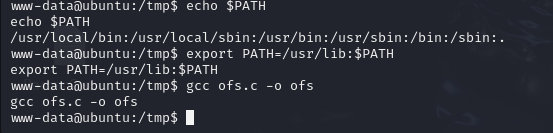 www-data@ubuntu:/tmp$ echo $PATH
echo $PATH
/usr/local/bin:/usr/local/sbin:/usr/bin:/usr/sbin:/bin:/sbin:.
www-data@ubuntu:/tmp$ export PATH=/usr/lib:$PATH
export PATH=/usr/lib:$PATH
www-data@ubuntu:/tmp$ gcc ofs.c -o ofs
gcc ofs.c -o ofs
www-data@ubuntu:/tmp$